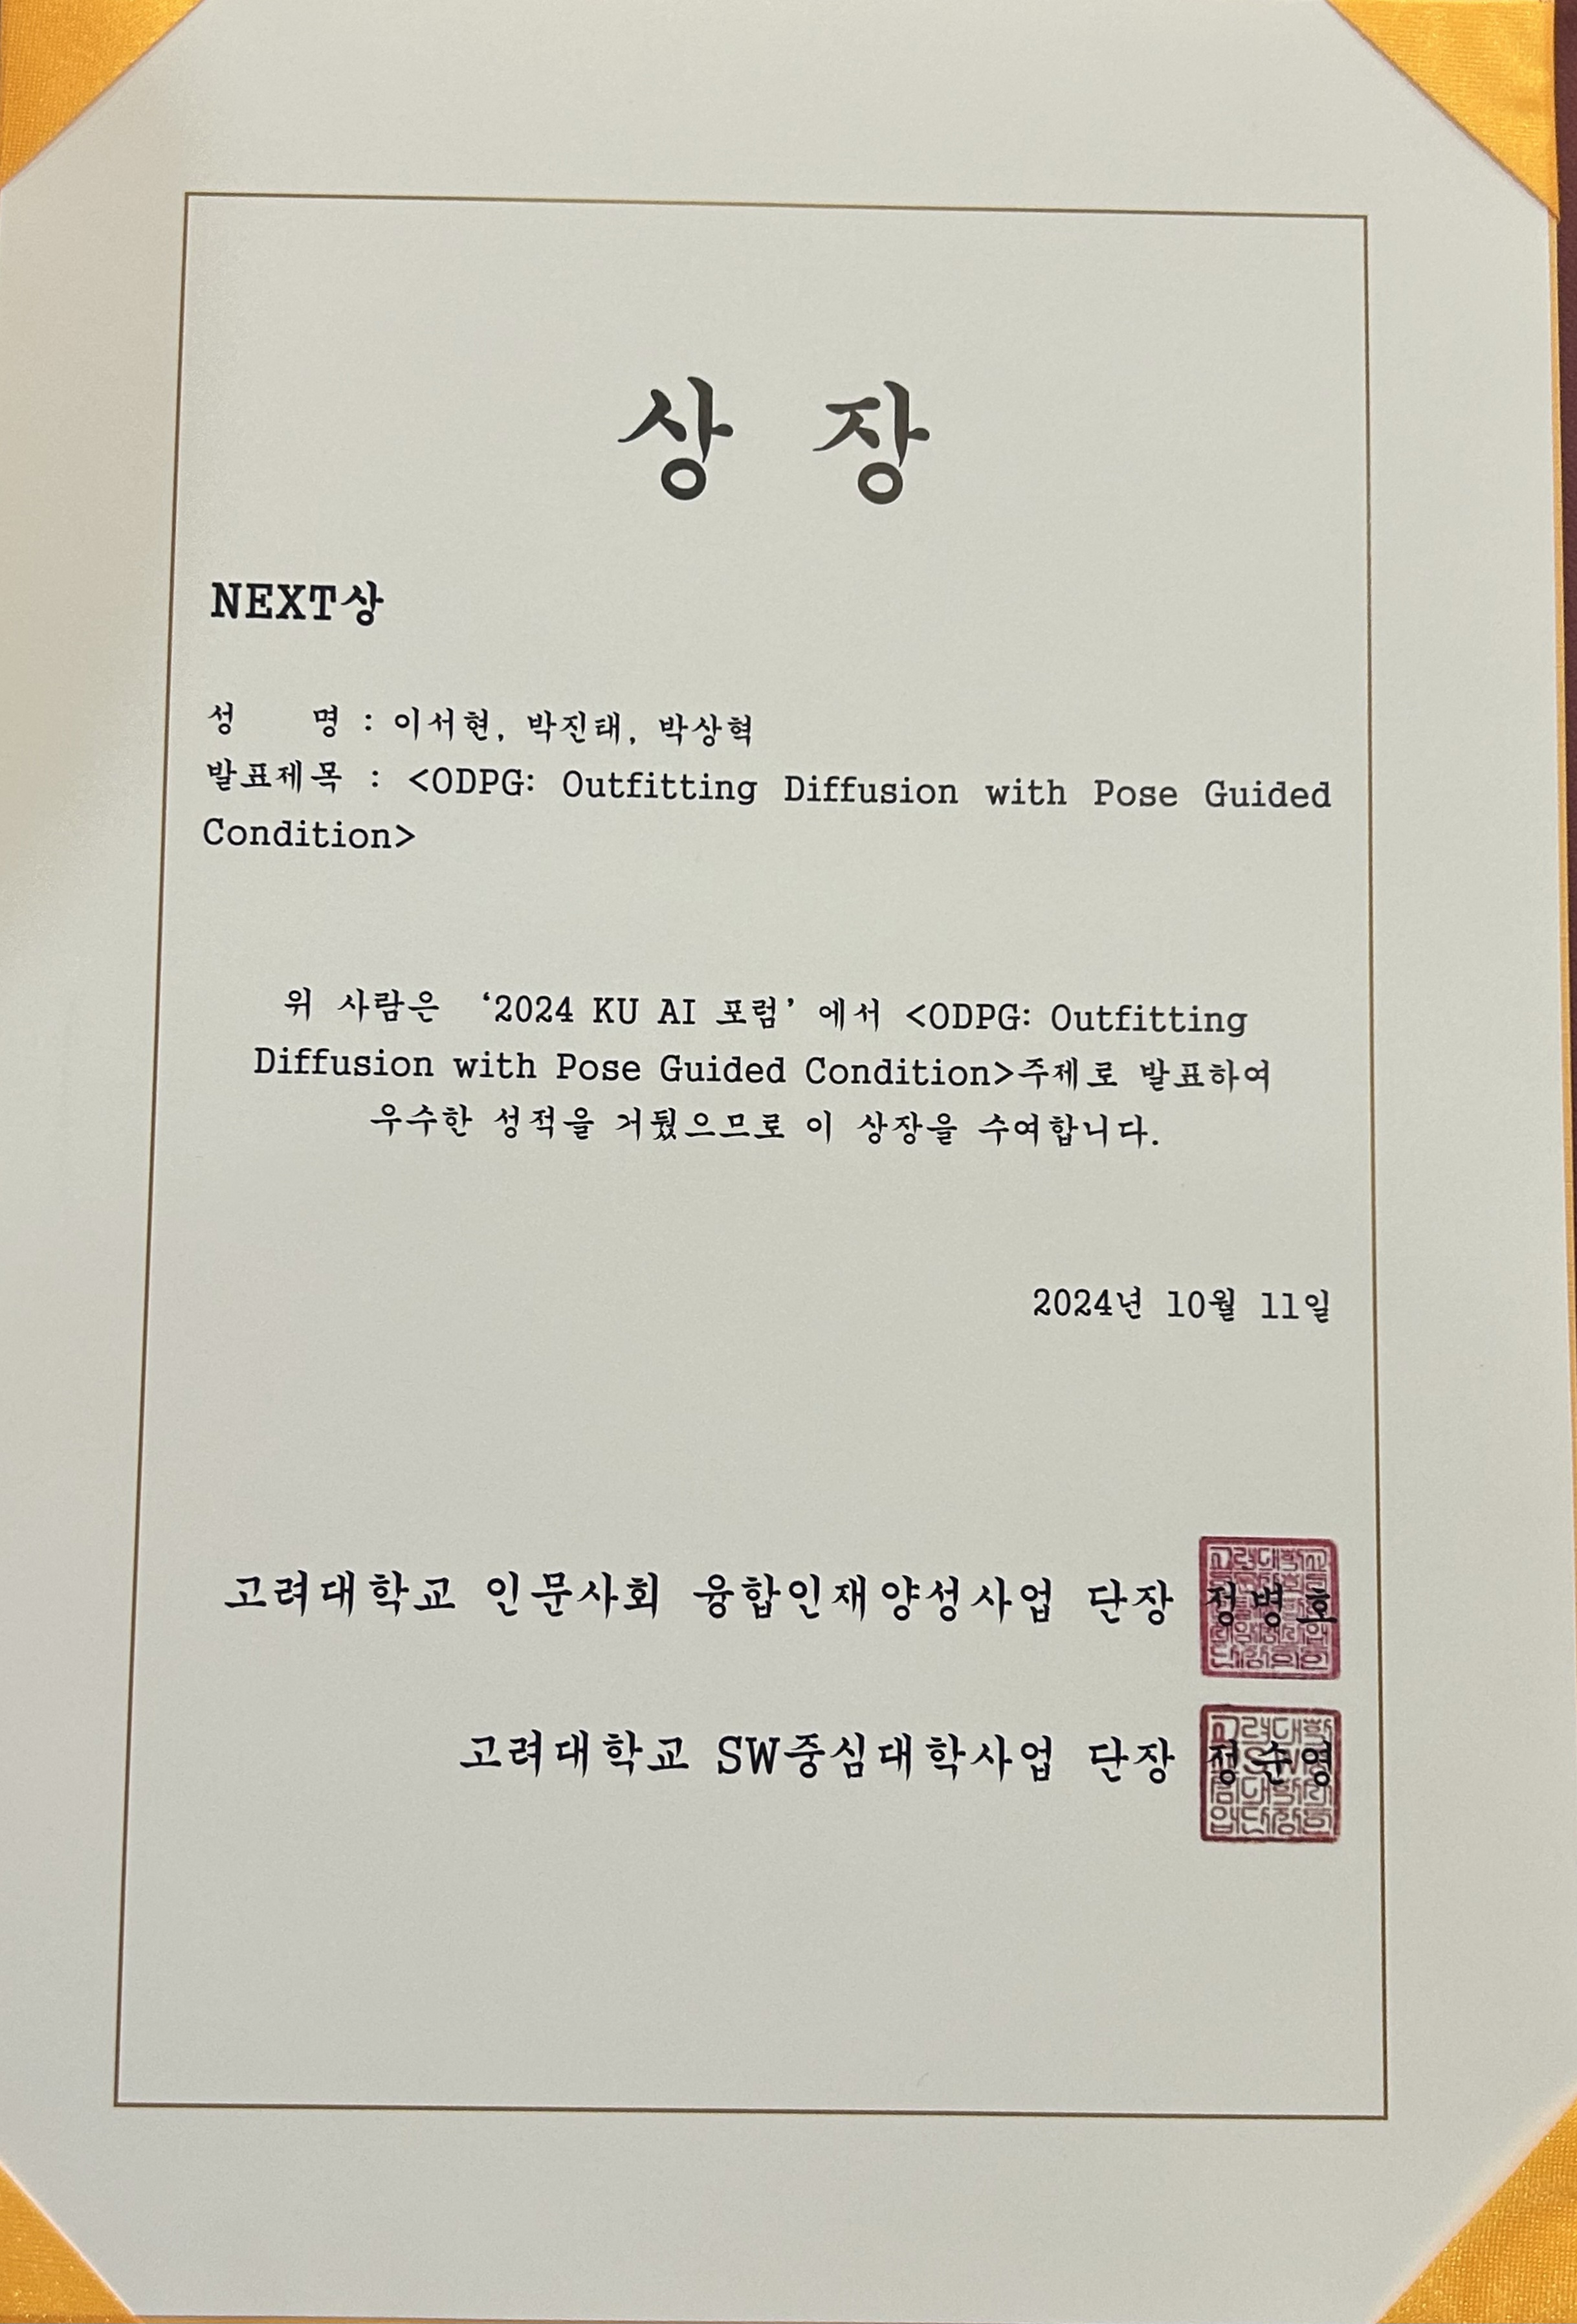 상 장
NEXT상
성 명 : 이서현, 박진태, 박상혁
발표제목 : <ODPG: Outfitting Diffusion with Pose Guided
Condition>
위 사람은 ‘2024 KU AI 포럼’ 에서 <ODPG: Outfitting
Diffusion with Pose Guided Condition>주제로 발표하여
우수한 성적을 거뒀으므로 이 상장을 수여합니다.
2024년 10월 11일
고려대학교 인문사회 융합인재양성사업 단장 정병호
고려대학교 SW중심대학사업 단장 정순영